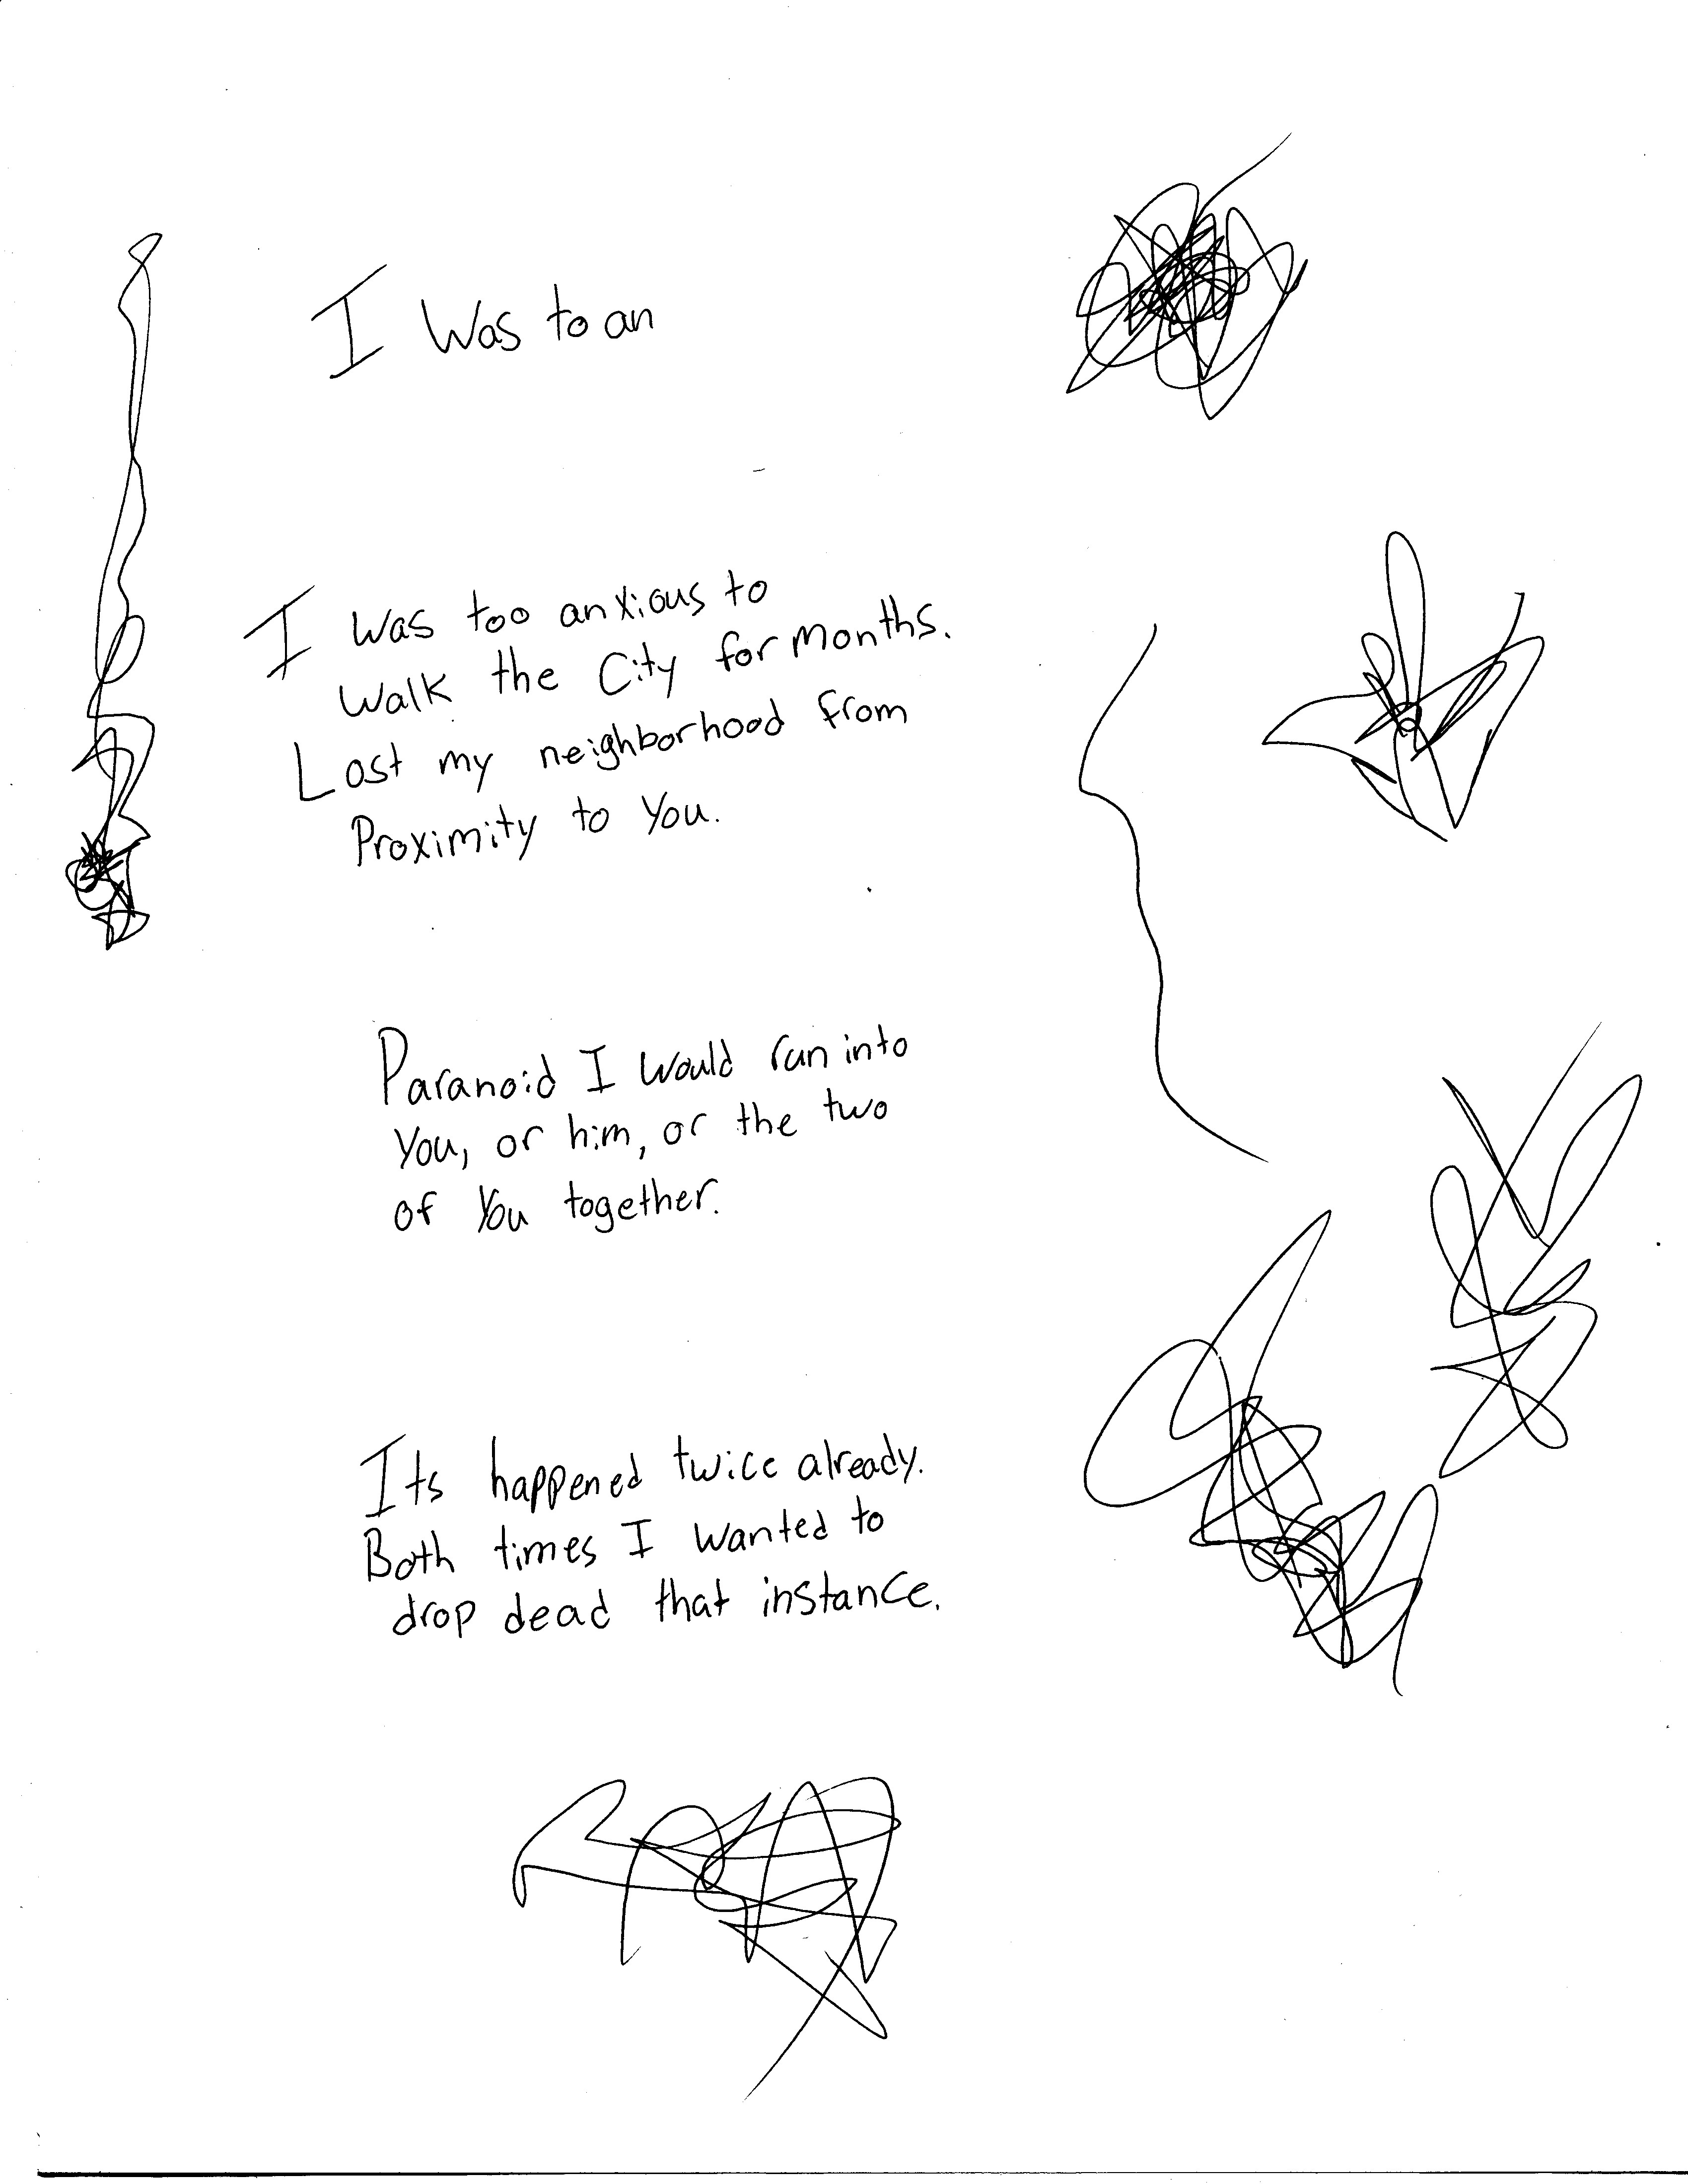 I Was to an
I was too anxious to
walk the City for months.
Lost my neighborhood from
Proximity to You.
Paranoid I would run into
You, or him, or the two
of You together.
Its happened twice already.
Both times I wanted to
drop dead that instance.